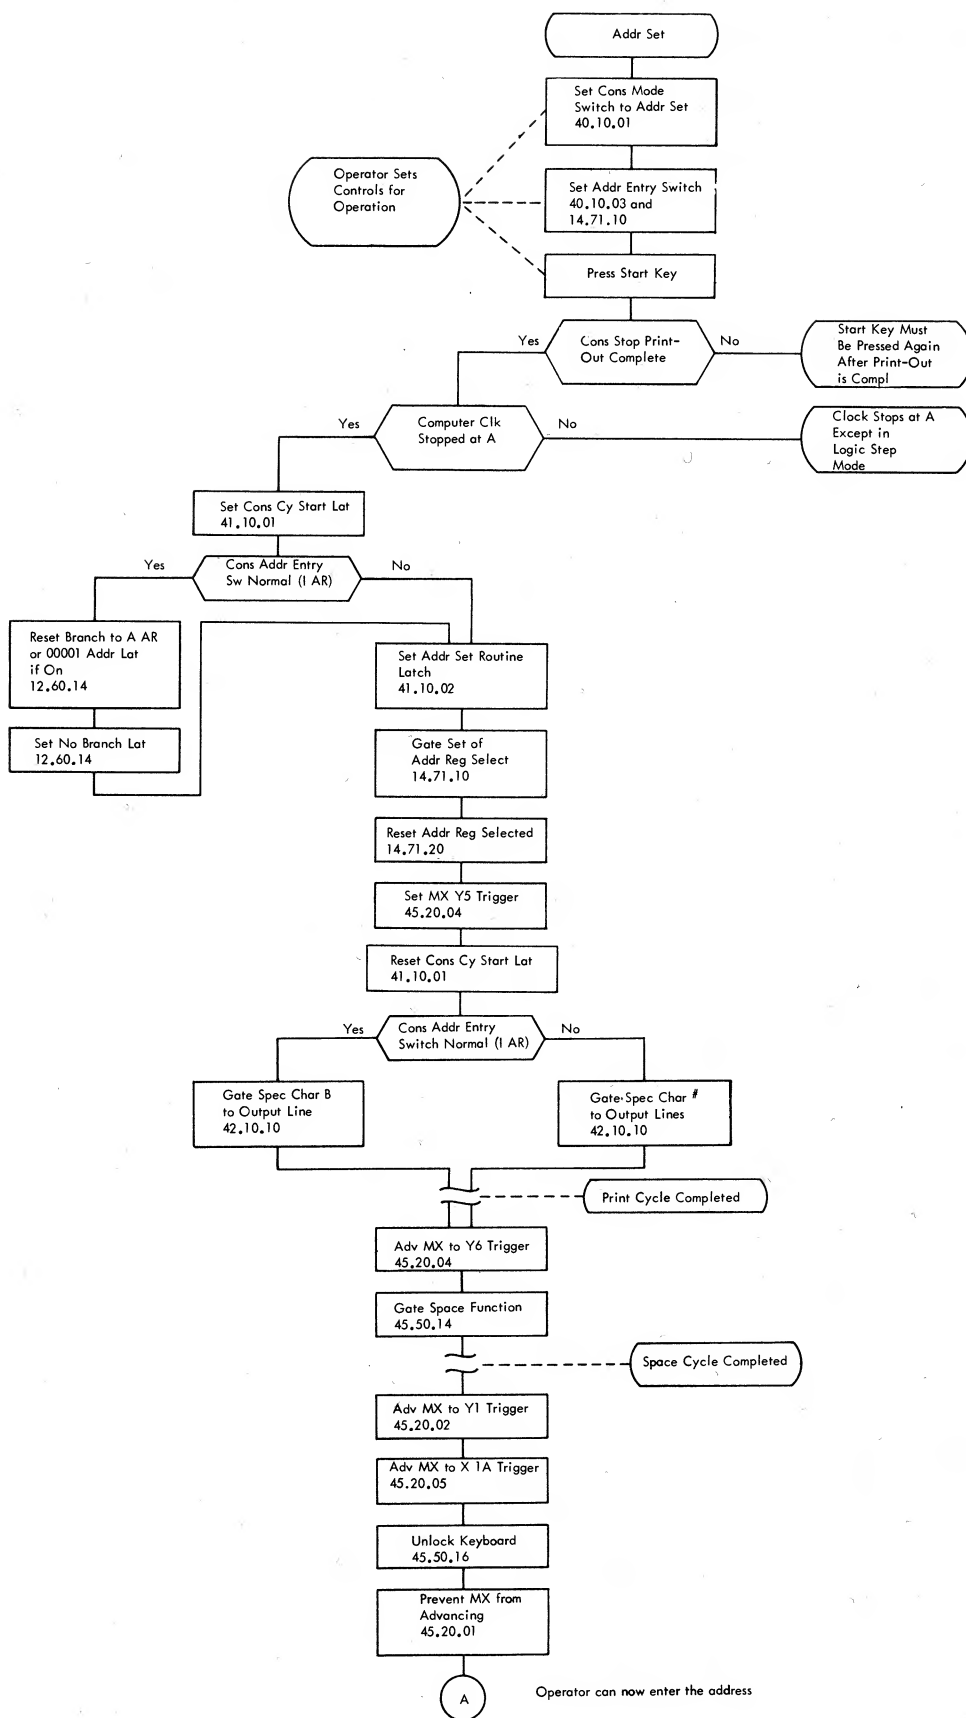 Addr Set
Set Cons Mode
Switch to Addr Set
40.10.01
Operator Sets
Controls for
Operation
Set Addr Entry Switch
40.10.03 and
14.71.10
Press Start Key
Yes
Cons Stop Print-
Out Complete
No
Start Key Must
Be Pressed Again
After Print-Out
is Compl
Yes
Computer Clk
Stopped at A
No
Clock Stops at A
Except in
Logic Step
Mode
Set Cons Cy Start Lat
41.10.01
Yes
Cons Addr Entry
Sw Normal (I AR)
No
Reset Branch to A AR
or 00001 Addr Lat
if On
12.60.14
Set No Branch Lat
12.60.14
Set Addr Set Routine
Latch
41.10.02
Gate Set of
Addr Reg Select
14.71.10
Reset Addr Reg Selected
14.71.20
Set MX Y5 Trigger
45.20.04
Reset Cons Cy Start Lat
41.10.01
Yes
Cons Addr Entry
Switch Normal (I AR)
No
Gate Spec Char B
to Output Line
42.10.10
Gate Spec Char #
to Output Lines
42.10.10
Print Cycle Completed
Adv MX to Y6 Trigger
45.20.04
Gate Space Function
45.50.14
Space Cycle Completed
Adv MX to Y1 Trigger
45.20.02
Adv MX to X 1A Trigger
45.20.05
Unlock Keyboard
45.50.16
Prevent MX from
Advancing
45.20.01
A
Operator can now enter the address